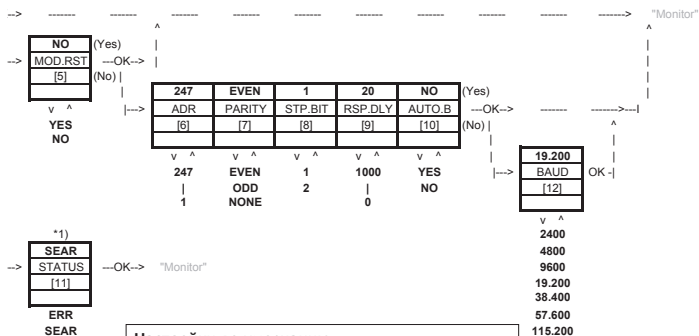 --> ------- ------- ------- ------- ------- ------- ------- ------- -------> "Monitor"
NO (Yes)
--> MOD.RST ---OK-->
[5] (No)
v ^
YES
NO
247 EVEN 1 20 NO (Yes)
|---> ADR PARITY STP.BIT RSP.DLY AUTO.B ---OK--> ------- ------->---I
[6] [7] [8] [9] [10] (No)
v ^ v ^ v ^ v ^ v ^
247 EVEN 1 1000 YES
| ODD 2 | NO
1 NONE 0
19.200
|---> BAUD OK -|
[12]
v ^
2400
4800
9600
19.200
38.400
57.600
115.200
*1)
SEAR
--> STATUS ---OK--> "Monitor"
[11]
ERR
SEAR